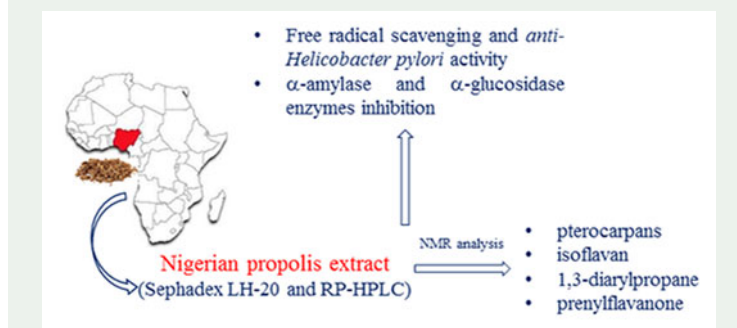 • Free radical scavenging and anti-
Helicobacter pylori activity
• α-amylase and α-glucosidase
enzymes inhibition
Nigerian propolis extract
(Sephadex LH-20 and RP-HPLC)
NMR analysis
• pterocarpans
• isoflavan
• 1,3-diarylpropane
• prenylflavanone